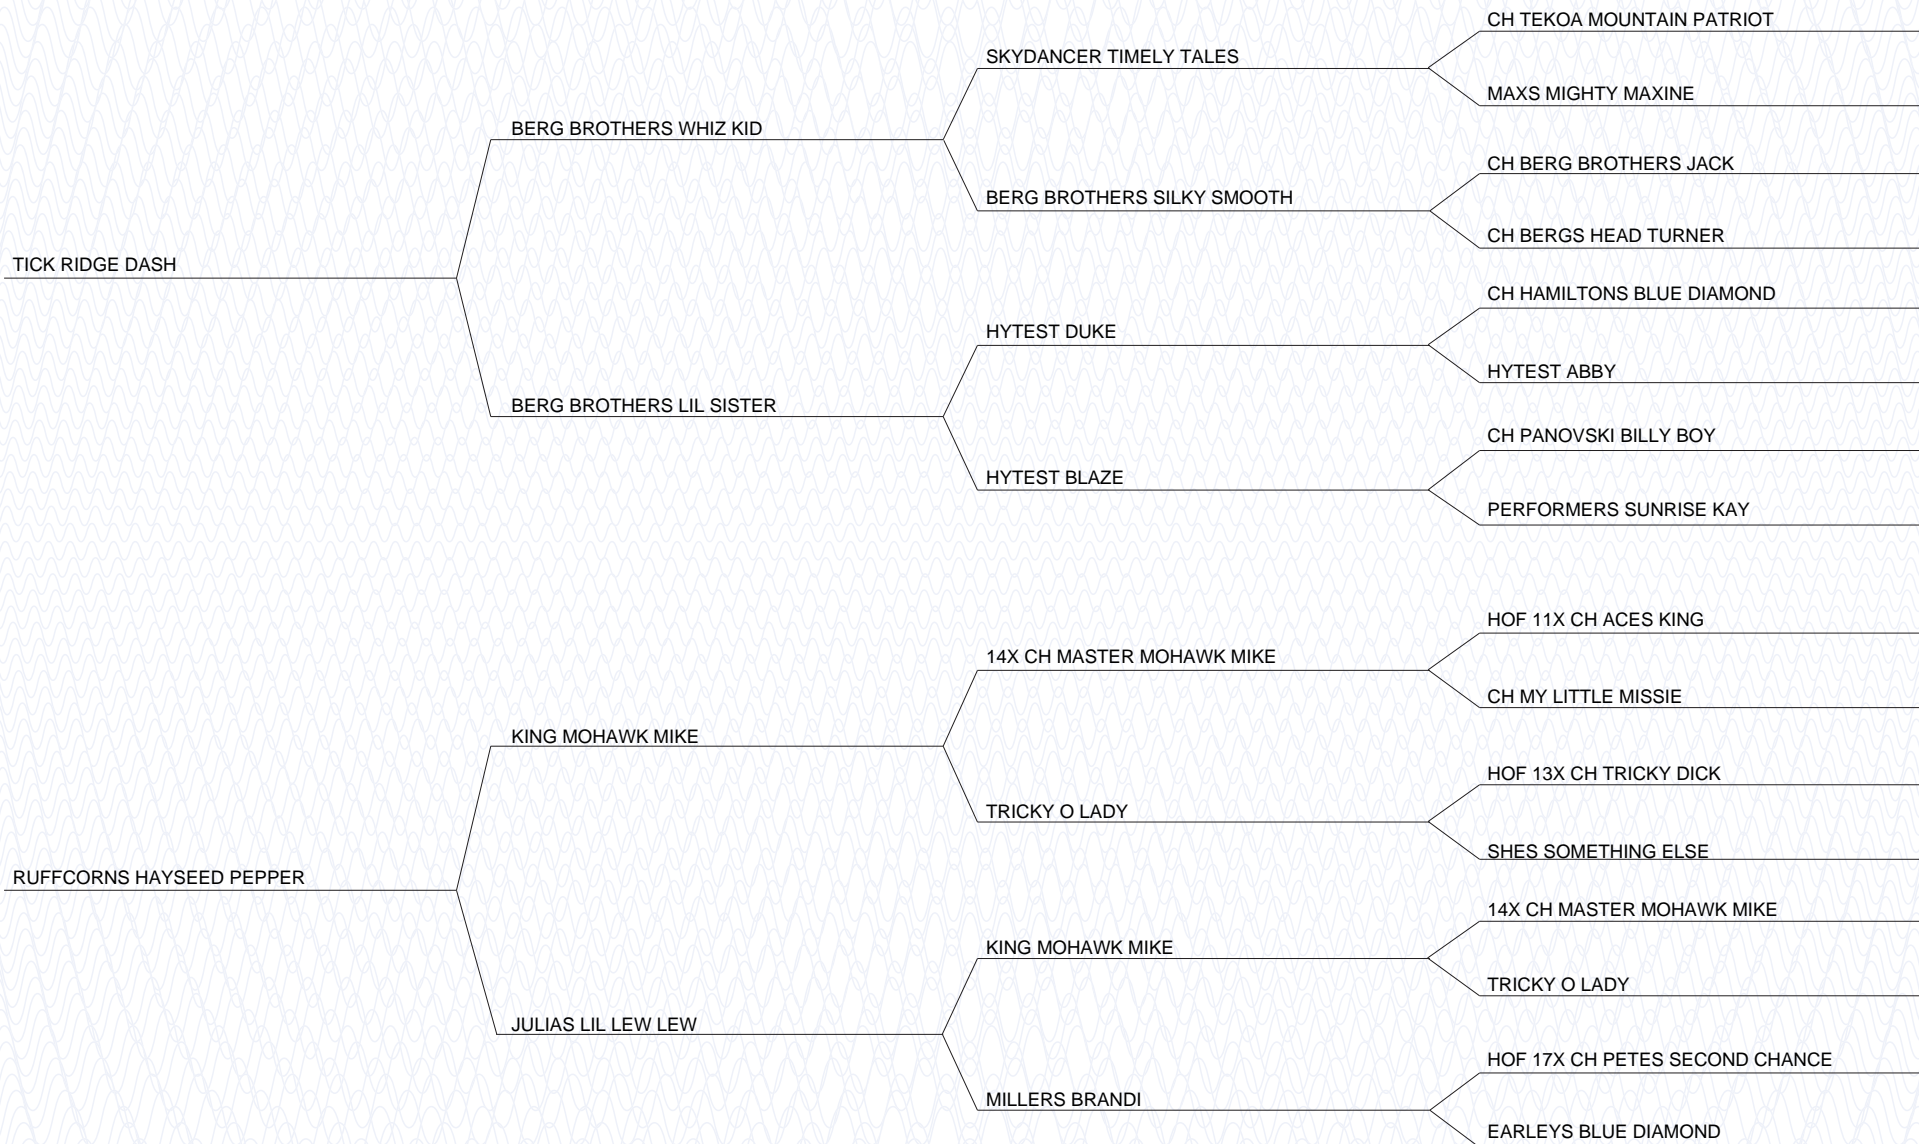 CH TEKOA MOUNTAIN PATRIOT
SKYDANCER TIMELY TALES
MAXS MIGHTY MAXINE
BERG BROTHERS WHIZ KID
CH BERG BROTHERS JACK
BERG BROTHERS SILKY SMOOTH
CH BERGS HEAD TURNER
TICK RIDGE DASH
CH HAMILTONS BLUE DIAMOND
HYTEST DUKE
HYTEST ABBY
BERG BROTHERS LIL SISTER
CH PANOVSKI BILLY BOY
HYTEST BLAZE
PERFORMERS SUNRISE KAY
HOF 11X CH ACES KING
14X CH MASTER MOHAWK MIKE
CH MY LITTLE MISSIE
KING MOHAWK MIKE
HOF 13X CH TRICKY DICK
TRICKY O LADY
SHES SOMETHING ELSE
RUFFCORNS HAYSEED PEPPER
14X CH MASTER MOHAWK MIKE
KING MOHAWK MIKE
TRICKY O LADY
JULIAS LIL LEW LEW
HOF 17X CH PETES SECOND CHANCE
MILLERS BRANDI
EARLEYS BLUE DIAMOND